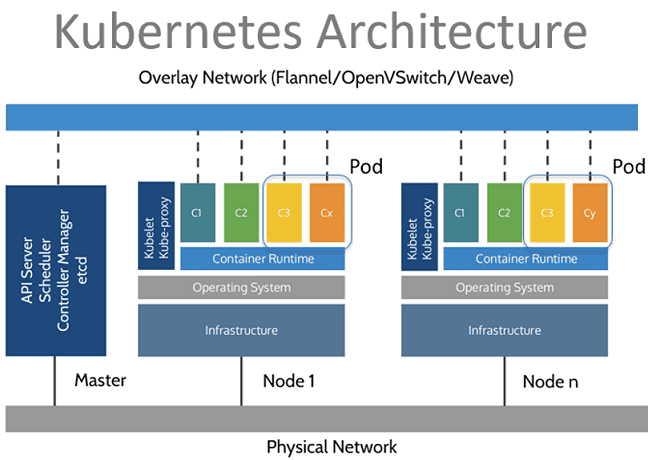 Kubernetes Architecture
Overlay Network (Flannel/OpenVSwitch/Weave)
Pod
Pod
API Server
Scheduler
Controller Manager
etcd
Kubelet
Kube-proxy
C1
C2
C3
Cx
Container Runtime
Operating System
Infrastructure
Kubelet
Kube-proxy
C1
C2
C3
Cy
Container Runtime
Operating System
Infrastructure
Master
Node 1
Node n
Physical Network